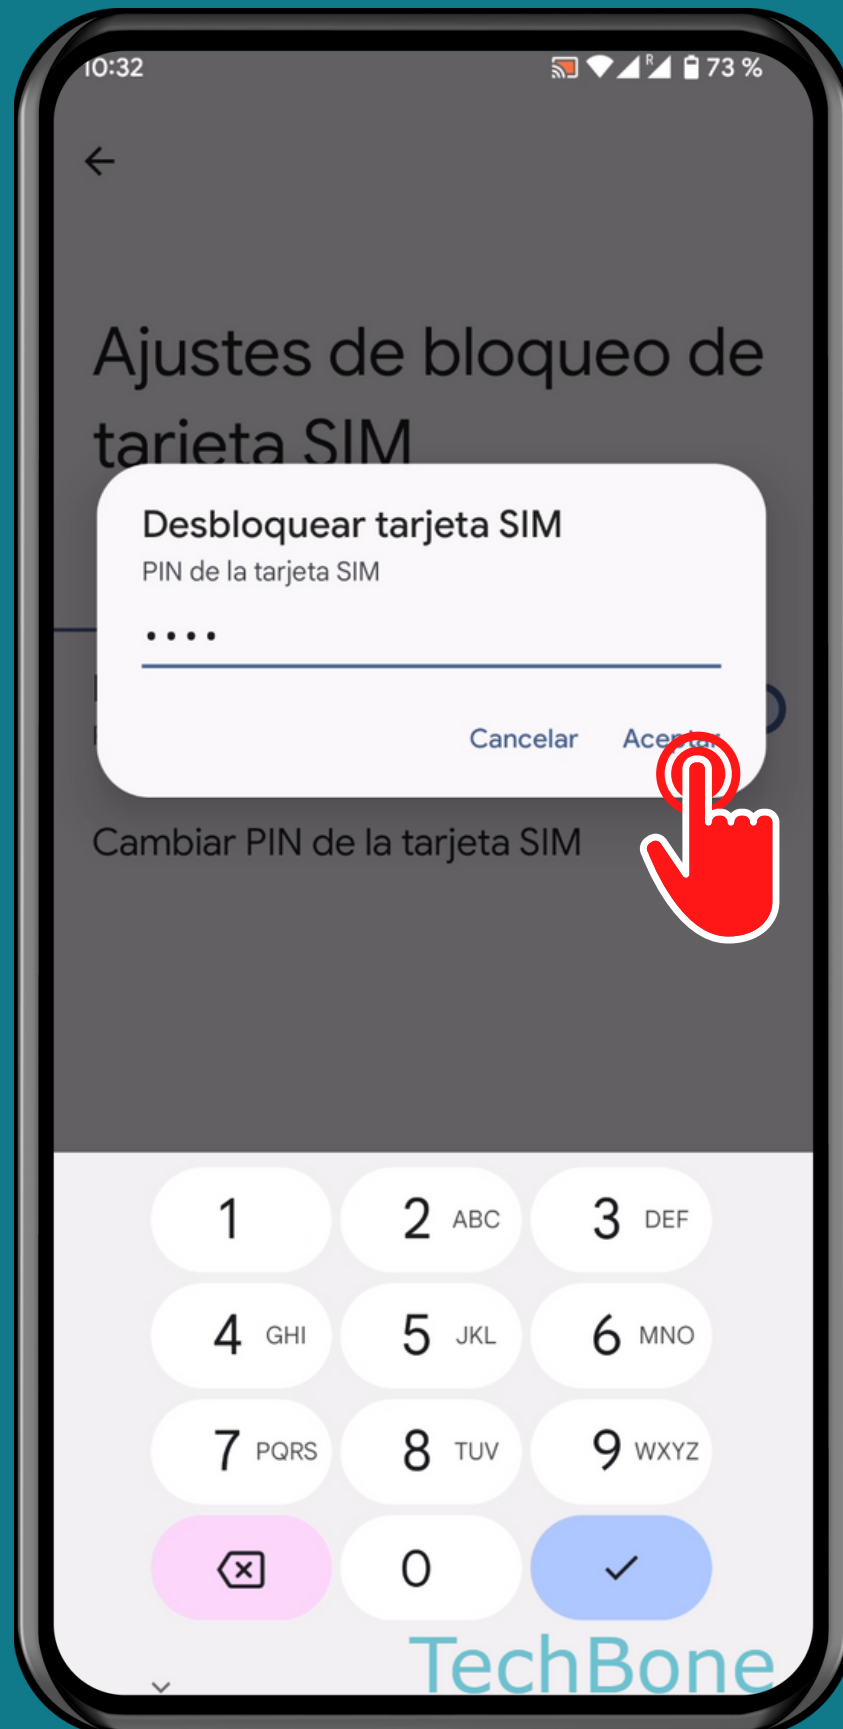 10:32
R
73 %
Ajustes de bloqueo de
tarjeta SIM
Desbloquear tarjeta SIM
PIN de la tarjeta SIM
••••
Cancelar Aceptar
Cambiar PIN de la tarjeta SIM
1 2 ABC 3 DEF
4 GHI 5 JKL 6 MNO
7 PQRS 8 TUV 9 WXYZ
0
TechBone